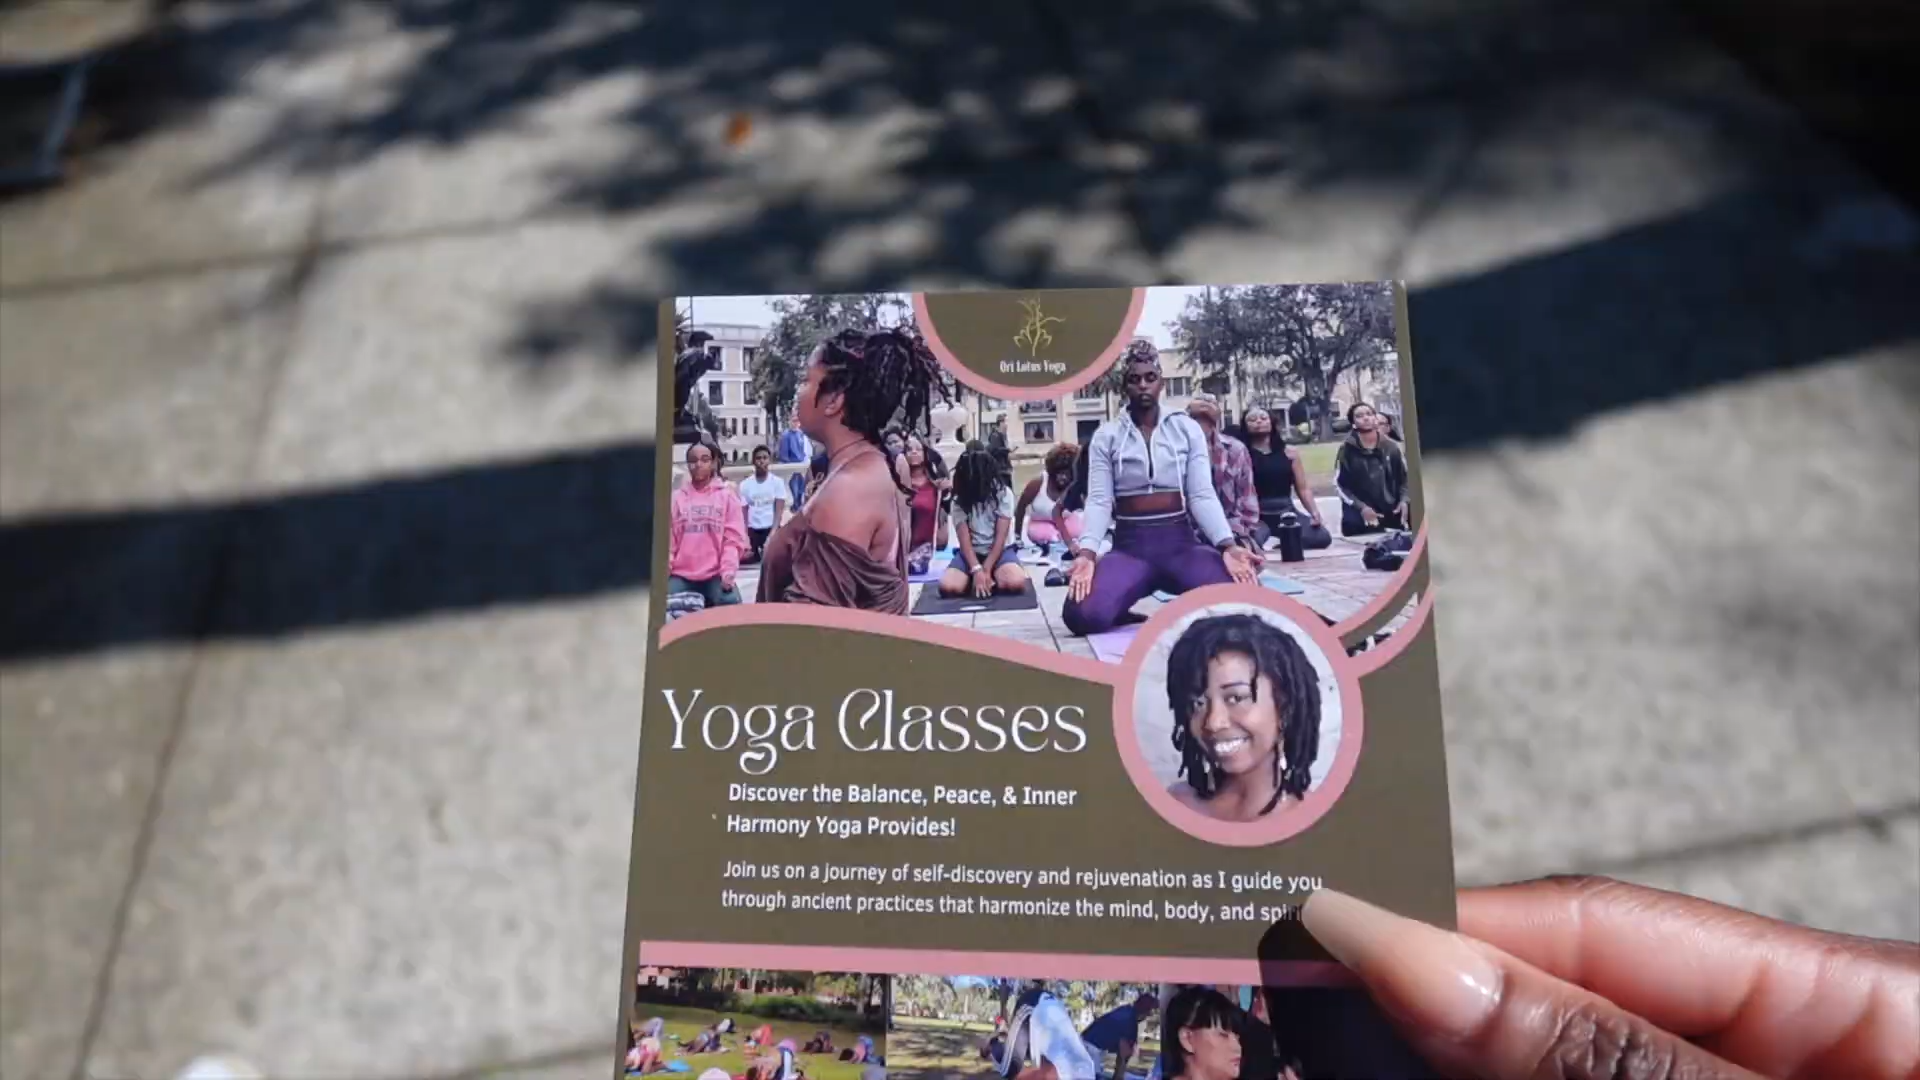 Ori Lotus Yoga
Yoga Classes
Discover the Balance, Peace, & Inner
Harmony Yoga Provides!
Join us on a journey of self-discovery and rejuvenation as I guide you
through ancient practices that harmonize the mind, body, and